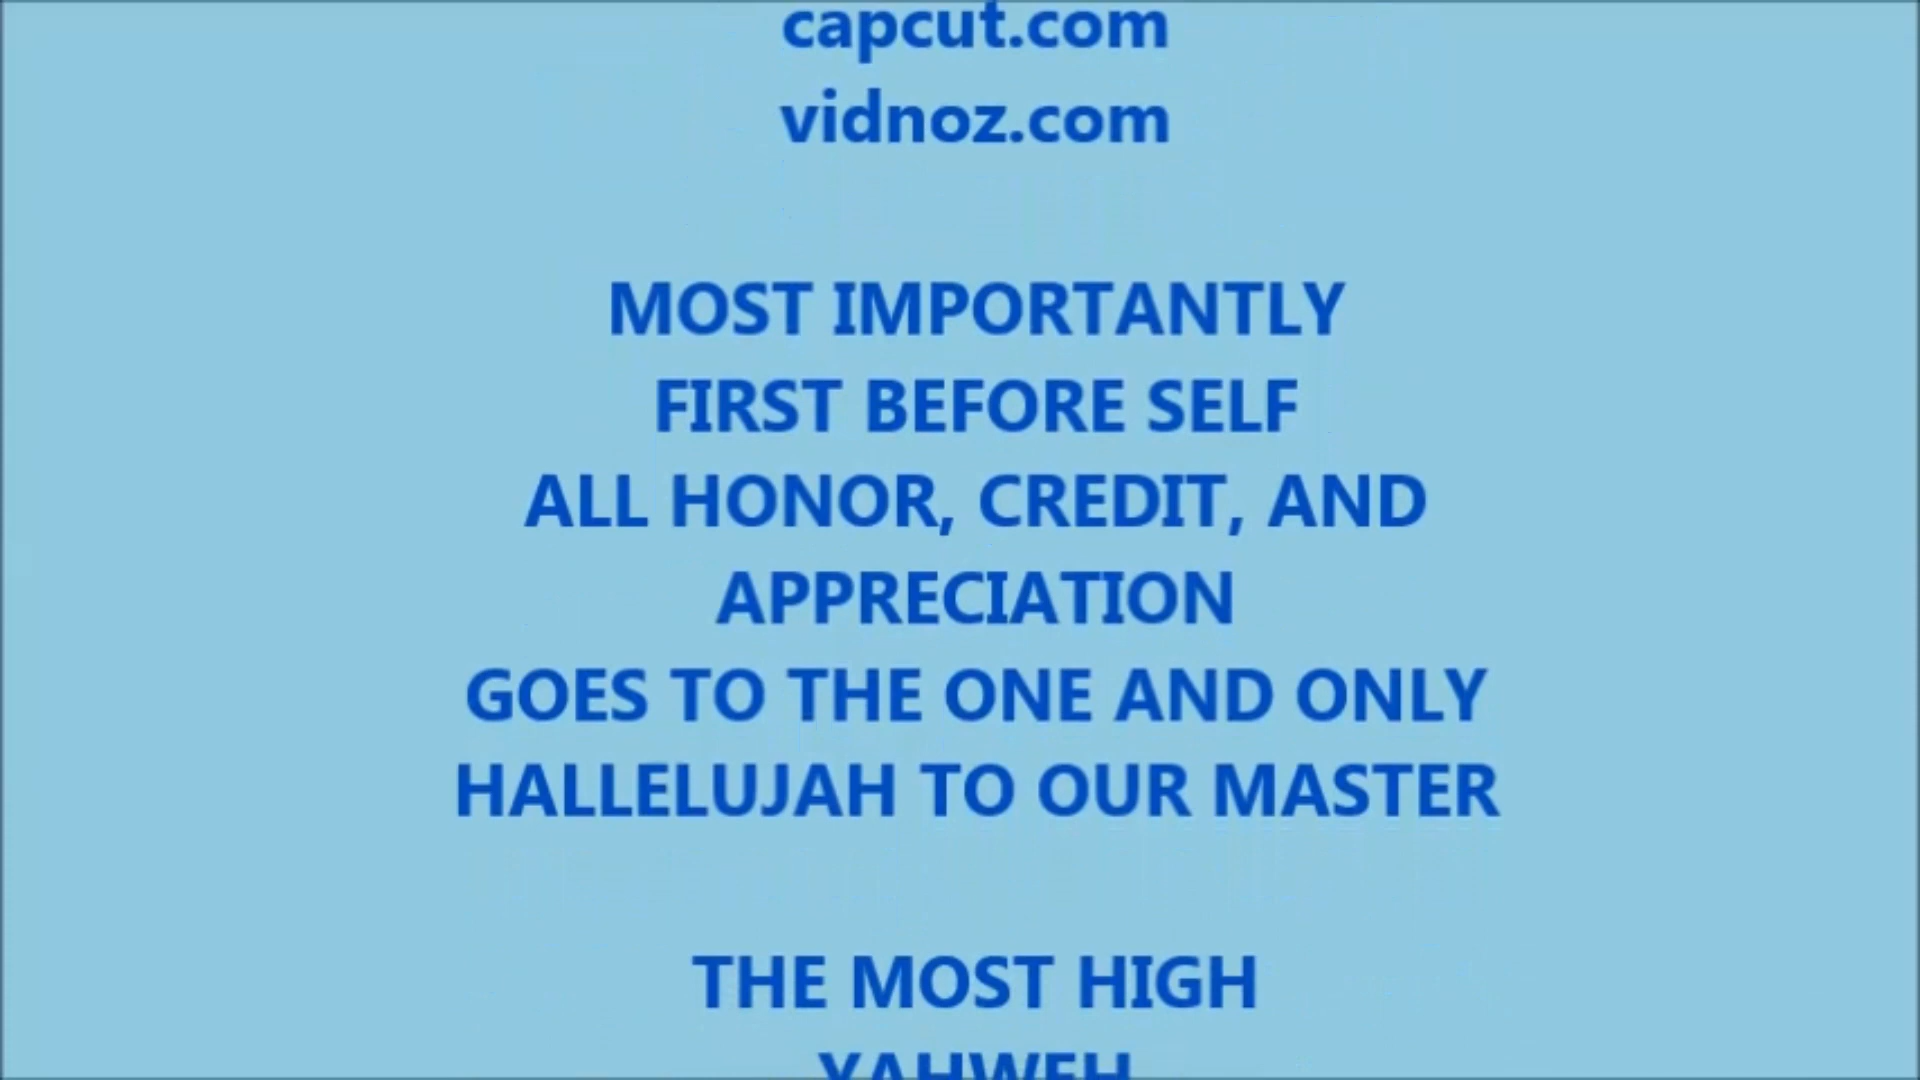 capcut.com
vidnoz.com
MOST IMPORTANTLY
FIRST BEFORE SELF
ALL HONOR, CREDIT, AND
APPRECIATION
GOES TO THE ONE AND ONLY
HALLELUJAH TO OUR MASTER
THE MOST HIGH
YAHWEH